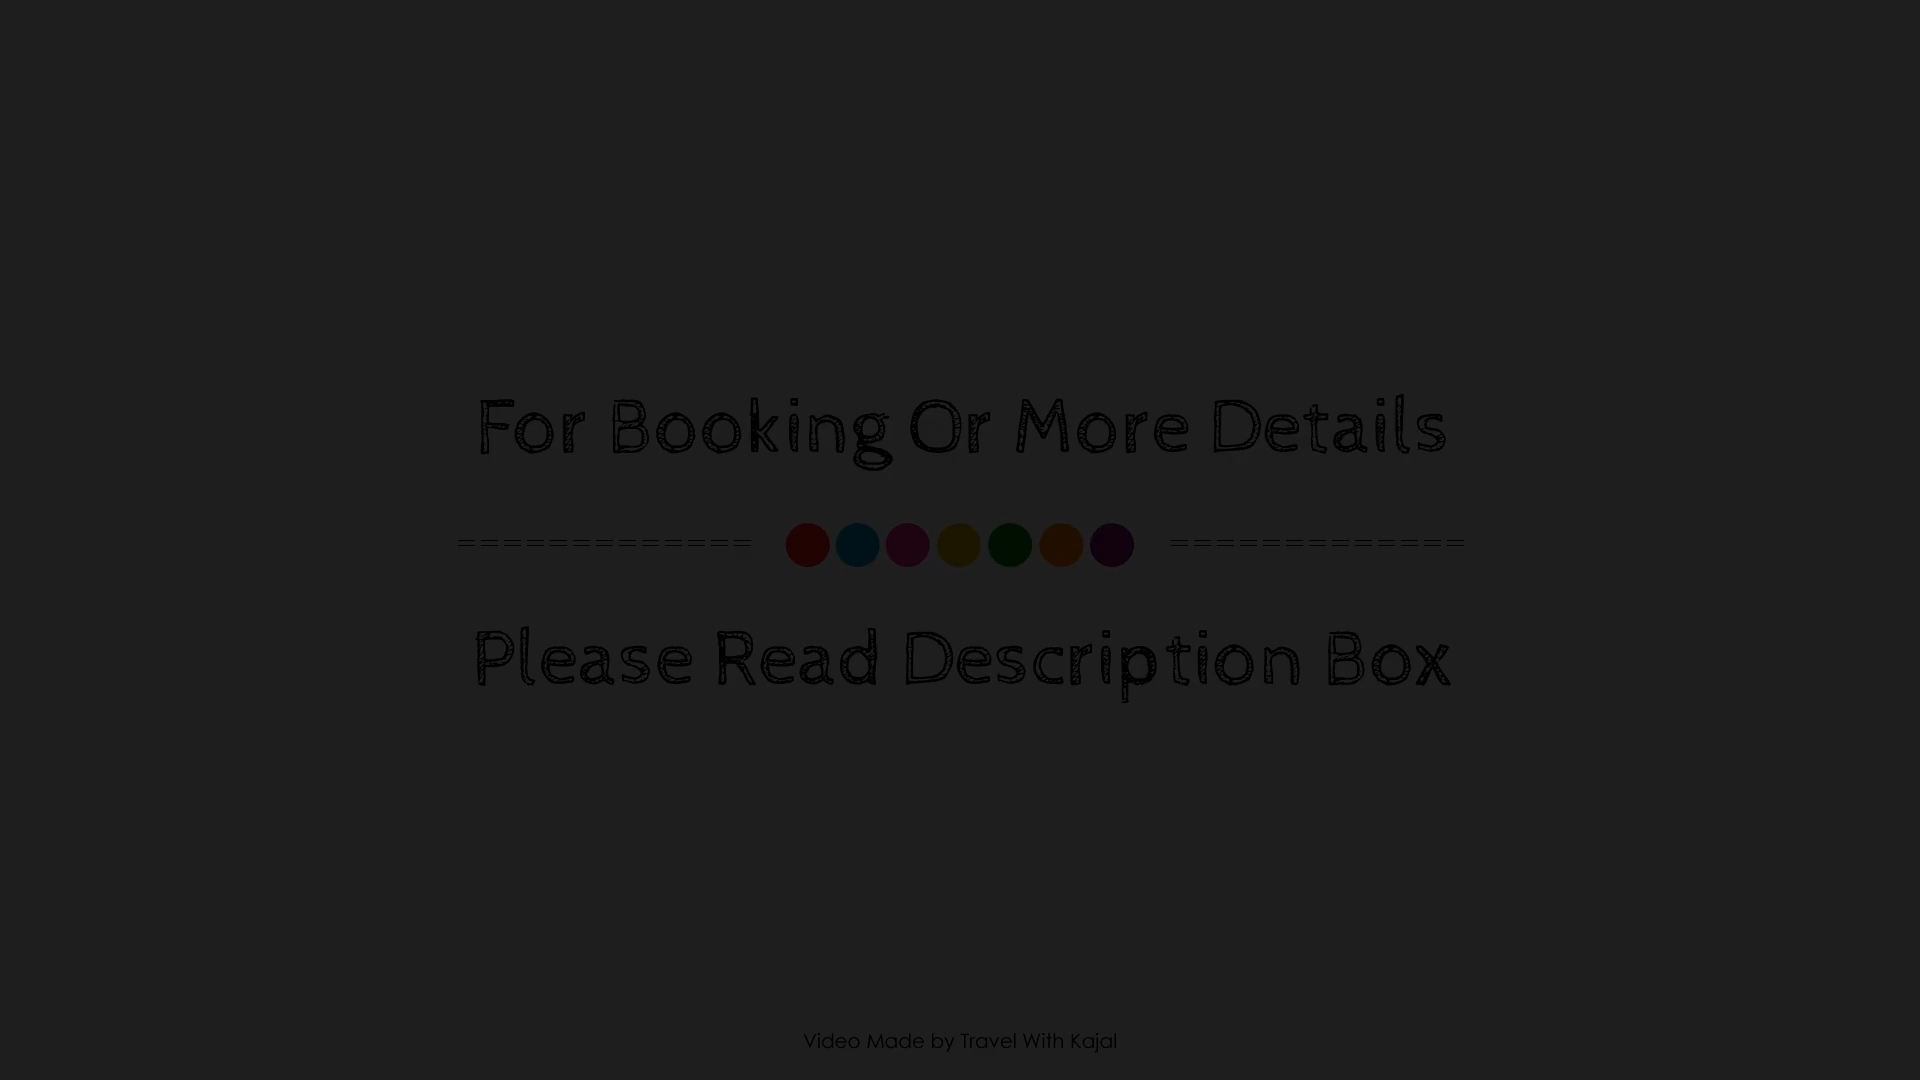 For Booking Or More Details
============= =============
Please Read Description Box
Video Made by Travel With Kajal